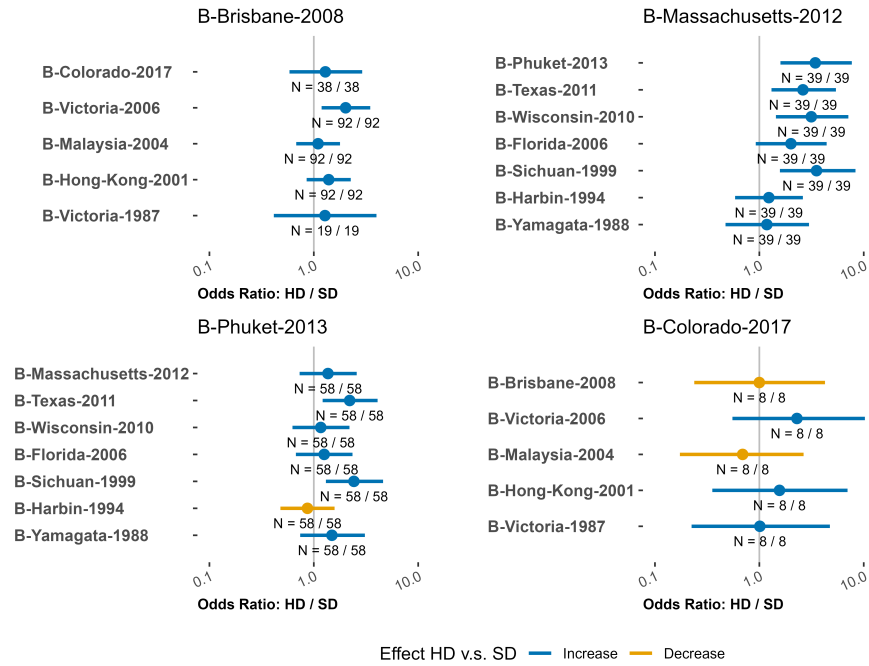 B-Brisbane-2008
B-Colorado-2017
N = 38 / 38
B-Victoria-2006
N = 92 / 92
B-Malaysia-2004
N = 92 / 92
B-Hong-Kong-2001
N = 92 / 92
B-Victoria-1987
N = 19 / 19
0.1 1.0 10.0
Odds Ratio: HD / SD
B-Massachusetts-2012
B-Phuket-2013
N = 39 / 39
B-Texas-2011
N = 39 / 39
B-Wisconsin-2010
N = 39 / 39
B-Florida-2006
N = 39 / 39
B-Sichuan-1999
N = 39 / 39
B-Harbin-1994
N = 39 / 39
B-Yamagata-1988
N = 39 / 39
0.1 1.0 10.0
Odds Ratio: HD / SD
B-Phuket-2013
B-Massachusetts-2012
N = 58 / 58
B-Texas-2011
N = 58 / 58
B-Wisconsin-2010
N = 58 / 58
B-Florida-2006
N = 58 / 58
B-Sichuan-1999
N = 58 / 58
B-Harbin-1994
N = 58 / 58
B-Yamagata-1988
N = 58 / 58
0.1 1.0 10.0
Odds Ratio: HD / SD
B-Colorado-2017
B-Brisbane-2008
N = 8 / 8
B-Victoria-2006
N = 8 / 8
B-Malaysia-2004
N = 8 / 8
B-Hong-Kong-2001
N = 8 / 8
B-Victoria-1987
N = 8 / 8
0.1 1.0 10.0
Odds Ratio: HD / SD
Effect HD v.s. SD Increase Decrease